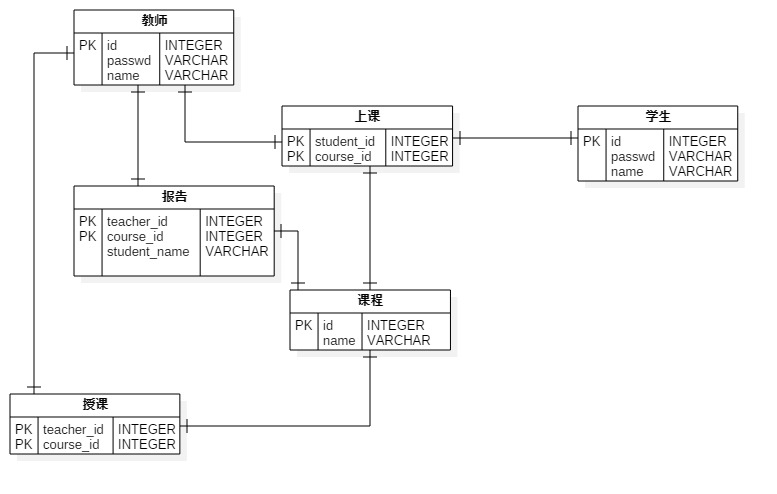 教师
PK id INTEGER
passwd VARCHAR
name VARCHAR
上课
PK student_id INTEGER
PK course_id INTEGER
学生
PK id INTEGER
passwd VARCHAR
name VARCHAR
报告
PK teacher_id INTEGER
PK course_id INTEGER
student_name VARCHAR
课程
PK id INTEGER
name VARCHAR
授课
PK teacher_id INTEGER
PK course_id INTEGER